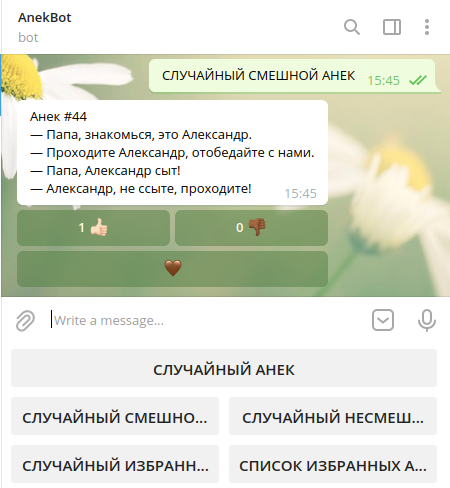 AnekBot
bot
СЛУЧАЙНЫЙ СМЕШНОЙ АНЕК
15:45
Анек #44
— Папа, знакомься, это Александр.
— Проходите Александр, отобедайте с нами.
— Папа, Александр сыт!
— Александр, не ссыте, проходите!
15:45
1 👍🏻 0 👎🏿
🤎
Write a message...
СЛУЧАЙНЫЙ АНЕК
СЛУЧАЙНЫЙ СМЕШНО... СЛУЧАЙНЫЙ НЕСМЕШ...
СЛУЧАЙНЫЙ ИЗБРАНН... СПИСОК ИЗБРАННЫХ А...